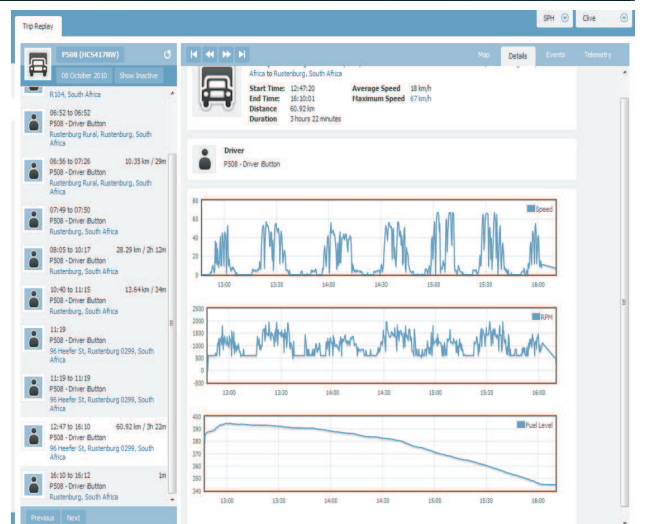 Trip Replay
SPH
Clive
P508 (HCS417NW)
08 October 2010 Show Inactive
R104, South Africa
06:52 to 06:52
P508 - Driver iButton
Rustenburg Rural, Rustenburg, South
Africa
06:56 to 07:26 10.35 km / 29m
P508 - Driver iButton
Rustenburg Rural, Rustenburg, South
Africa
07:49 to 07:50
P508 - Driver iButton
Rustenburg, South Africa
08:05 to 10:17 28.29 km / 2h 12m
P508 - Driver iButton
Rustenburg, South Africa
10:40 to 11:15 13.64 km / 34m
P508 - Driver iButton
Rustenburg, South Africa
11:19
P508 - Driver iButton
96 Heefer St, Rustenburg 0299, South
Africa
11:19 to 11:19
P508 - Driver iButton
96 Heefer St, Rustenburg 0299, South
Africa
12:47 to 16:10 60.92 km / 3h 22m
P508 - Driver iButton
96 Heefer St, Rustenburg 0299, South
Africa
16:10 to 16:12 1m
P508 - Driver iButton
Rustenburg, South Africa
Previous Next
Map Details Events Telemetry
Africa to Rustenburg, South Africa
Start Time: 12:47:20 Average Speed 18 km/h
End Time: 16:10:01 Maximum Speed 67 km/h
Distance 60.92 km
Duration 3 hours 22 minutes
Driver
P508 - Driver iButton
Speed
80
60
40
20
0
13:00 13:30 14:00 14:30 15:00 15:30 16:00
RPM
2500
2000
1500
1000
500
0
-500
13:00 13:30 14:00 14:30 15:00 15:30 16:00
Fuel Level
400
390
380
370
360
350
340
13:00 13:30 14:00 14:30 15:00 15:30 16:00